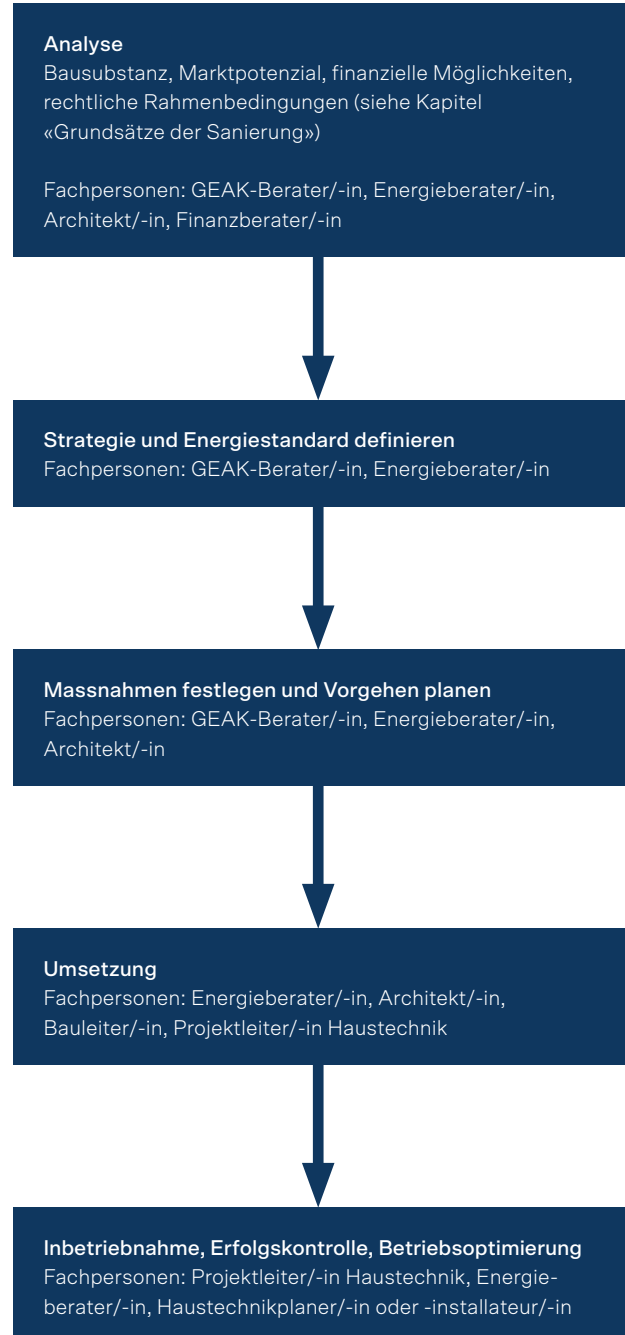 Analyse
Bausubstanz, Marktpotenzial, finanzielle Möglichkeiten,
rechtliche Rahmenbedingungen (siehe Kapitel
«Grundsätze der Sanierung»)
Fachpersonen: GEAK-Berater/-in, Energieberater/-in,
Architekt/-in, Finanzberater/-in
Strategie und Energiestandard definieren
Fachpersonen: GEAK-Berater/-in, Energieberater/-in
Massnahmen festlegen und Vorgehen planen
Fachpersonen: GEAK-Berater/-in, Energieberater/-in,
Architekt/-in
Umsetzung
Fachpersonen: Energieberater/-in, Architekt/-in,
Bauleiter/-in, Projektleiter/-in Haustechnik
Inbetriebnahme, Erfolgskontrolle, Betriebsoptimierung
Fachpersonen: Projektleiter/-in Haustechnik, Energie-
berater/-in, Haustechnikplaner/-in oder -installateur/-in